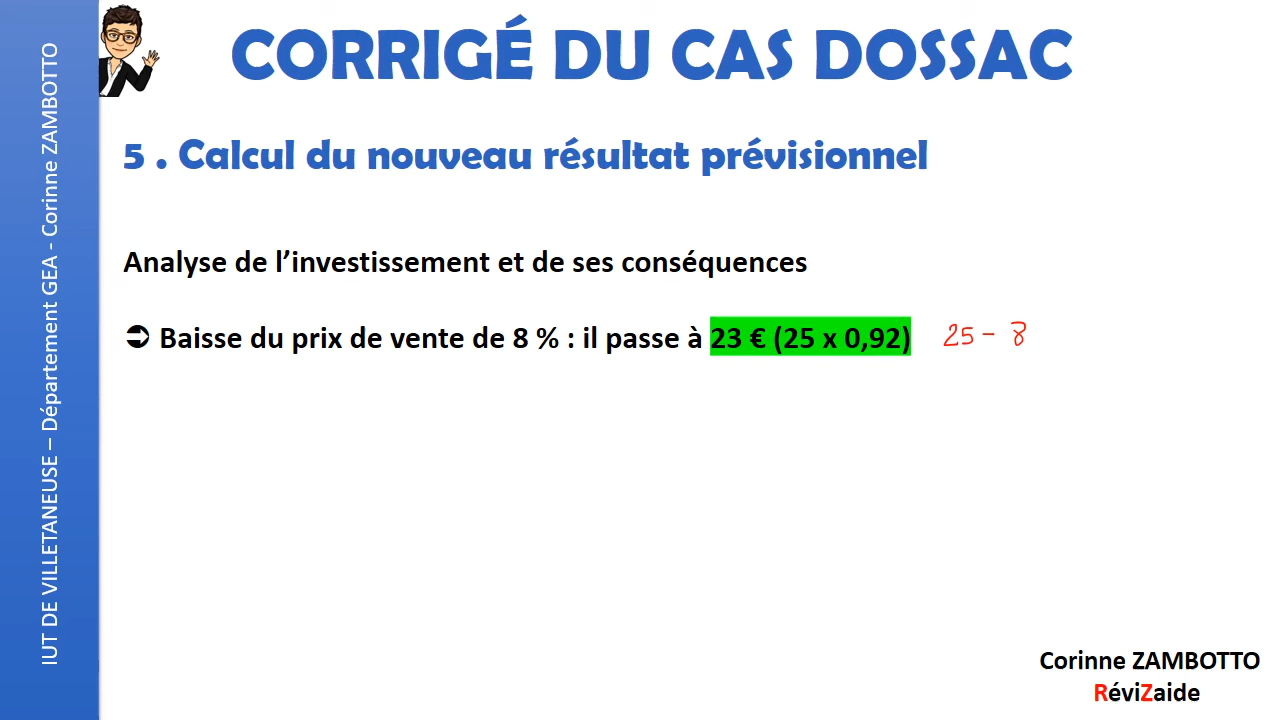 IUT DE VILLETANEUSE – Département GEA - Corinne ZAMBOTTO
CORRIGÉ DU CAS DOSSAC
5 . Calcul du nouveau résultat prévisionnel
Analyse de l’investissement et de ses conséquences
➲ Baisse du prix de vente de 8 % : il passe à 23 € (25 x 0,92) 25 - 8
Corinne ZAMBOTTO
RéviZaide